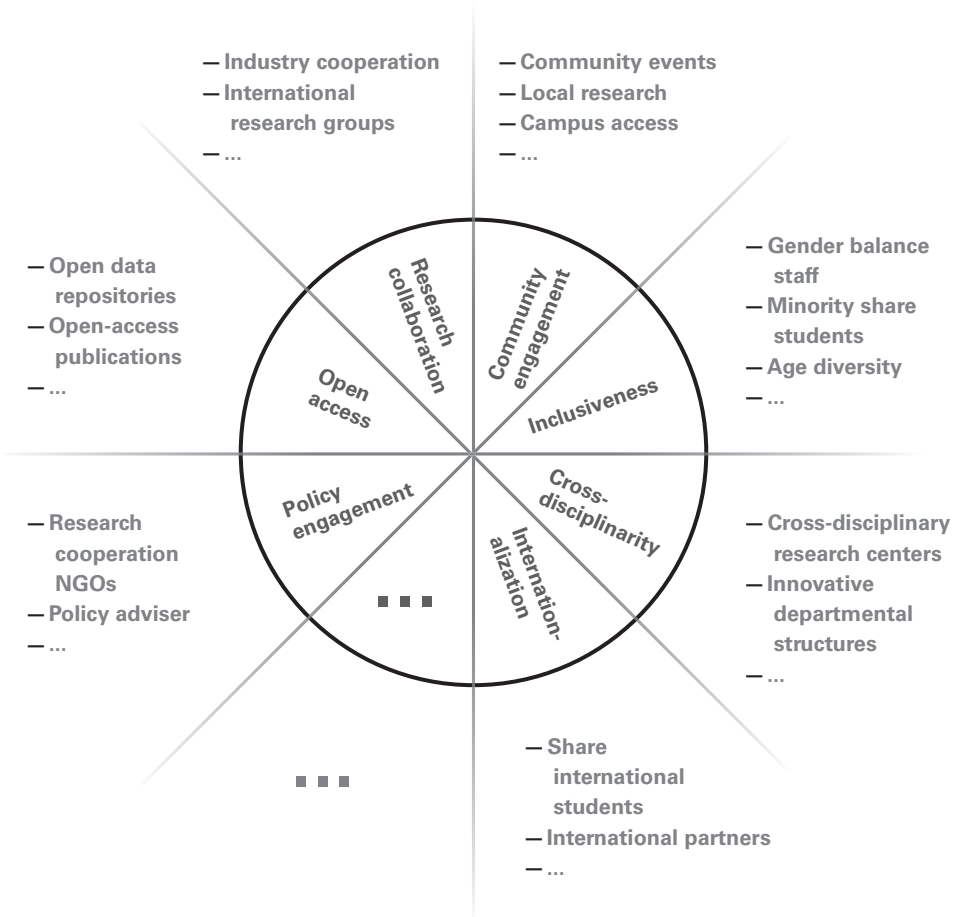 — Industry cooperation
— International
research groups
— ...
— Community events
— Local research
— Campus access
— ...
— Gender balance
staff
— Minority share
students
— Age diversity
— ...
— Open data
repositories
— Open-access
publications
— ...
Research
collaboration
Community
engagement
Open
access
Inclusiveness
Policy
engagement
Cross-
disciplinarity
Internation-
alization
...
— Research
cooperation
NGOs
— Policy adviser
— ...
— Cross-disciplinary
research centers
— Innovative
departmental
structures
— ...
...
— Share
international
students
— International partners
— ...